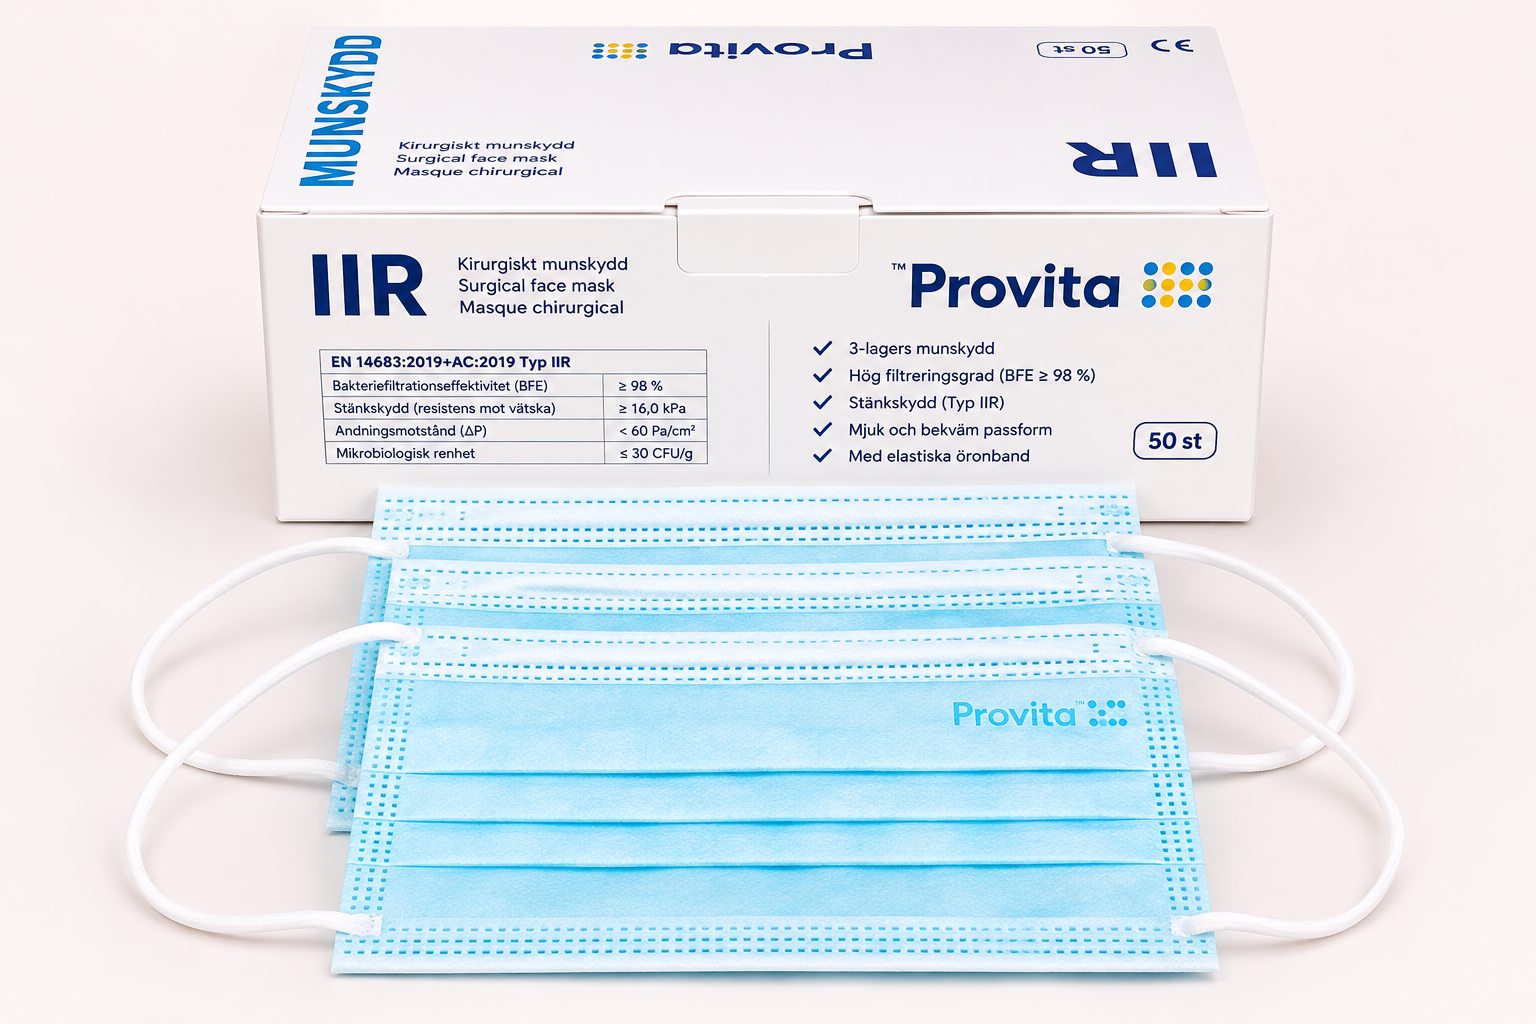 MUNSKYDD
Provita
50 st
CE
Kirurgiskt munskydd
Surgical face mask
Masque chirurgical
IIR
IIR
Kirurgiskt munskydd
Surgical face mask
Masque chirurgical
™Provita
EN 14683:2019+AC:2019 Typ IIR
Bakteriefiltrationseffektivitet (BFE) ≥ 98 %
Stänkskydd (resistens mot vätska) ≥ 16,0 kPa
Andningsmotstånd (ΔP) < 60 Pa/cm²
Mikrobiologisk renhet ≤ 30 CFU/g
3-lagers munskydd
Hög filtreringsgrad (BFE ≥ 98 %)
Stänkskydd (Typ IIR)
Mjuk och bekväm passform
Med elastiska öronband
50 st
Provita™